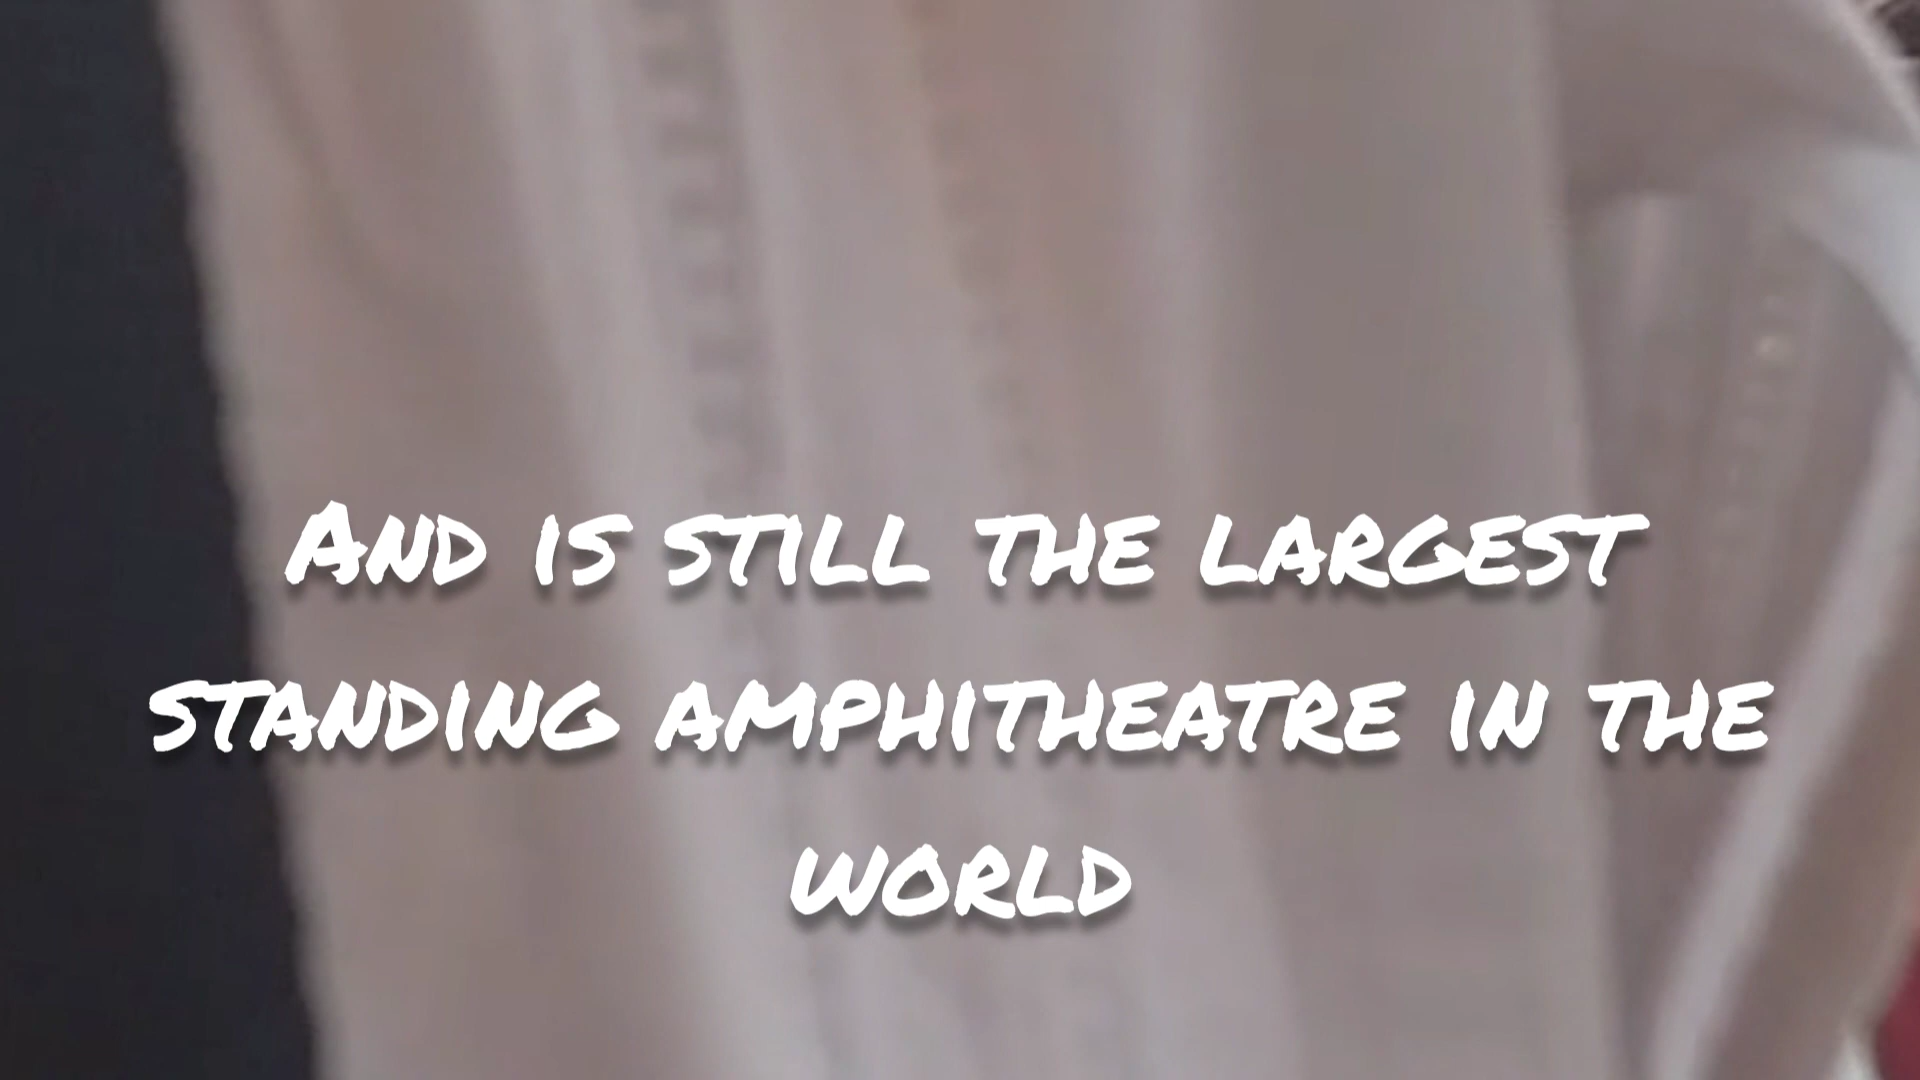 And is still the largest
standing amphitheatre in the
world